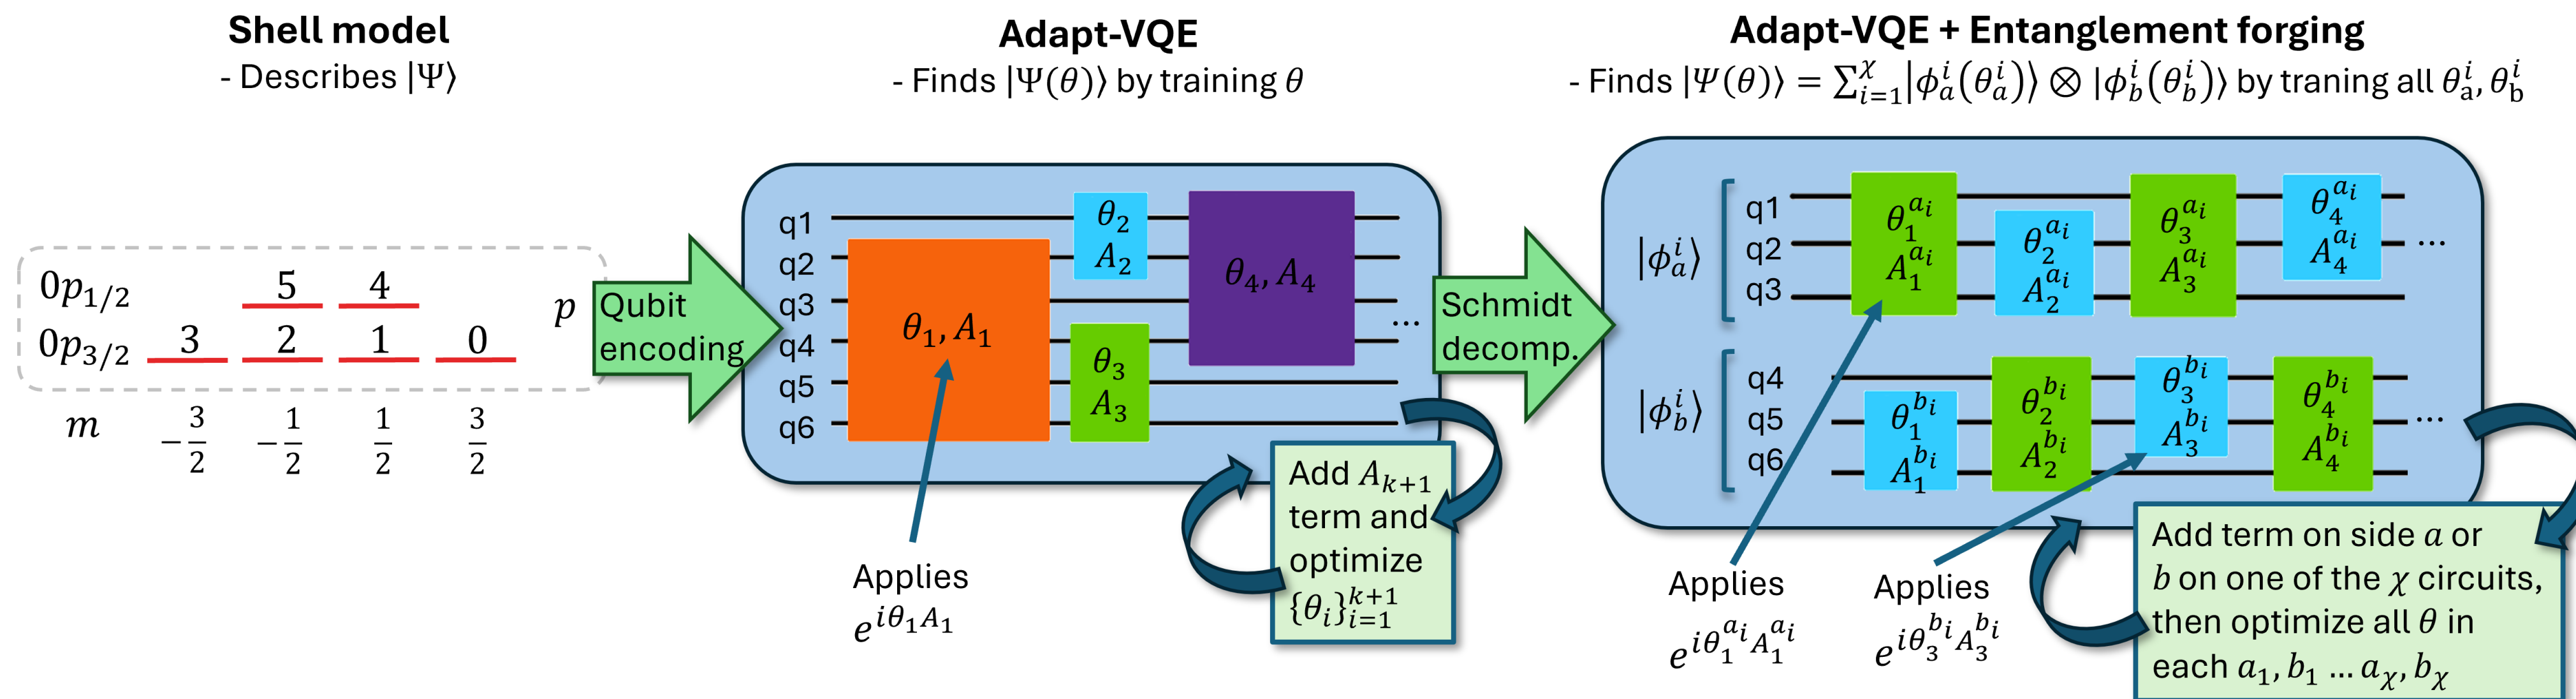 Shell model
- Describes |Ψ⟩
0p_{1/2} 5 4
0p_{3/2} 3 2 1 0
p
m -3/2 -1/2 1/2 3/2
Qubit
encoding
Adapt-VQE
- Finds |Ψ(θ)⟩ by training θ
q1
q2
q3
q4
q5
q6
θ_1, A_1
θ_2
A_2
θ_3
A_3
θ_4, A_4
...
Applies
e^{iθ_1A_1}
Add A_{k+1}
term and
optimize
{θ_i}_{i=1}^{k+1}
Schmidt
decomp.
Adapt-VQE + Entanglement forging
- Finds |Ψ(θ)⟩ = ∑_{i=1}^{χ}|ϕ_a^i(θ_a^i)⟩ ⊗ |ϕ_b^i(θ_b^i)⟩ by traning all θ_a^i, θ_b^i
|ϕ_a^i⟩
q1
q2
q3
θ_1^{a_i}
A_1^{a_i}
θ_2^{a_i}
A_2^{a_i}
θ_3^{a_i}
A_3^{a_i}
θ_4^{a_i}
A_4^{a_i}
...
|ϕ_b^i⟩
q4
q5
q6
θ_1^{b_i}
A_1^{b_i}
θ_2^{b_i}
A_2^{b_i}
θ_3^{b_i}
A_3^{b_i}
θ_4^{b_i}
A_4^{b_i}
...
Applies
e^{iθ_1^{a_i}A_1^{a_i}}
Applies
e^{iθ_3^{b_i}A_3^{b_i}}
Add term on side a or
b on one of the χ circuits,
then optimize all θ in
each a_1, b_1 ... a_χ, b_χ